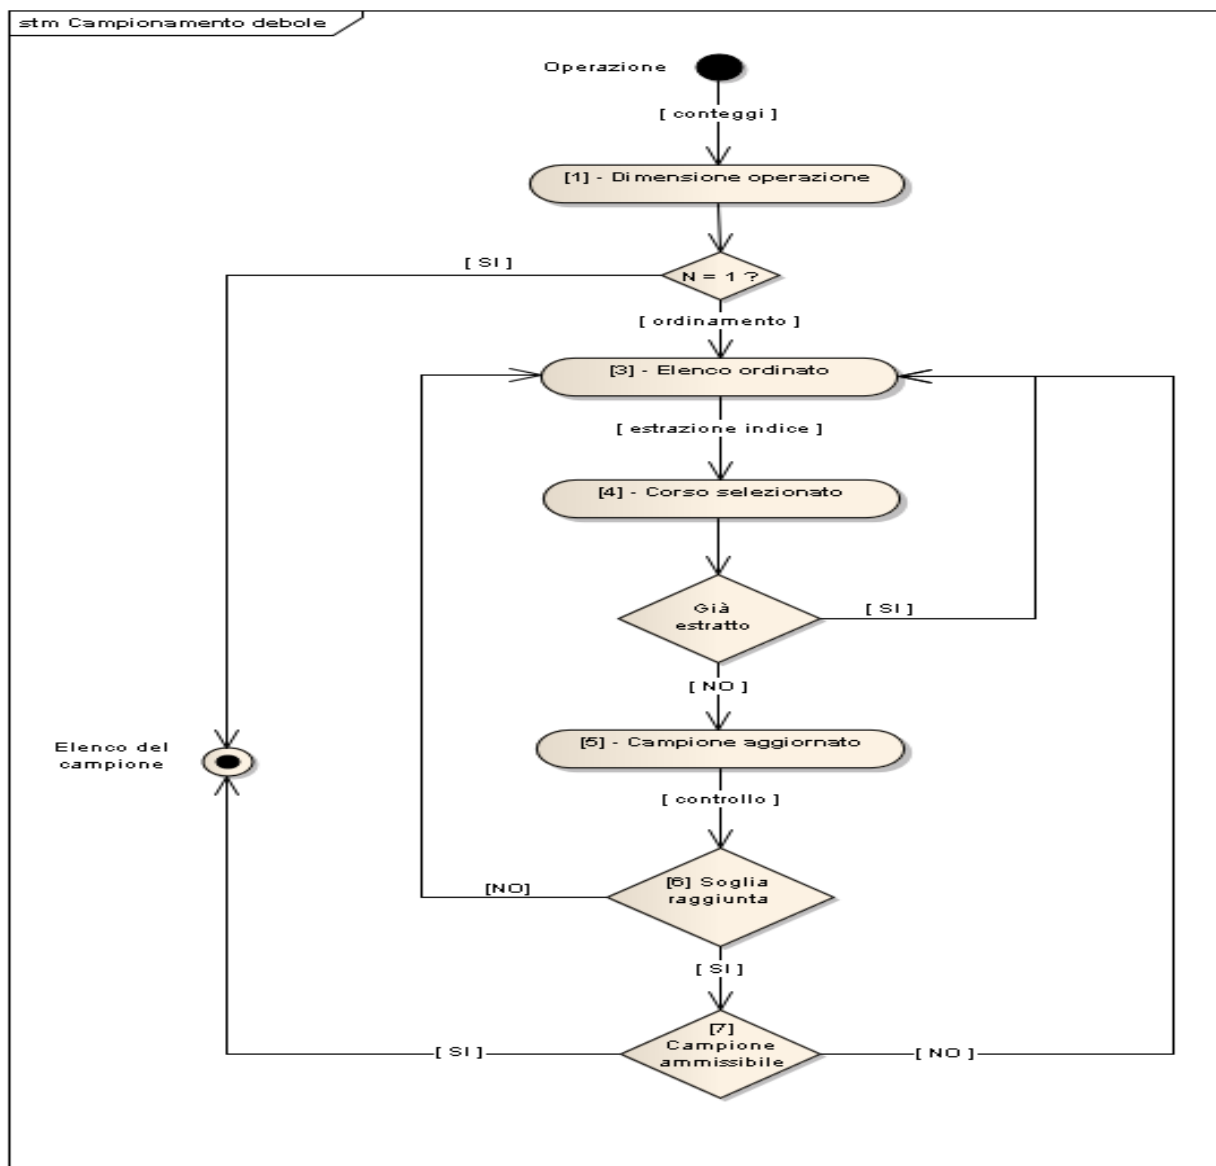 stm Campionamento debole
Operazione
[ conteggi ]
[1] - Dimensione operazione
[ SI ]
N = 1 ?
[ ordinamento ]
[3] - Elenco ordinato
[ estrazione indice ]
[4] - Corso selezionato
Già
estratto
[ SI ]
[ NO ]
[5] - Campione aggiornato
Elenco del
campione
[ controllo ]
[6] Soglia
raggiunta
[NO]
[ SI ]
[7]
Campione
ammissibile
[ SI ]
[ NO ]